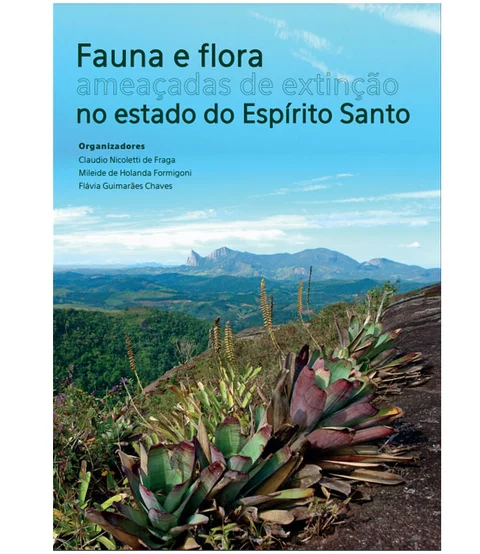 Fauna e flora
ameaçadas de extinção
no estado do Espírito Santo
Organizadores
Claudio Nicoletti de Fraga
Mileide de Holanda Formigoni
Flávia Guimarães Chaves